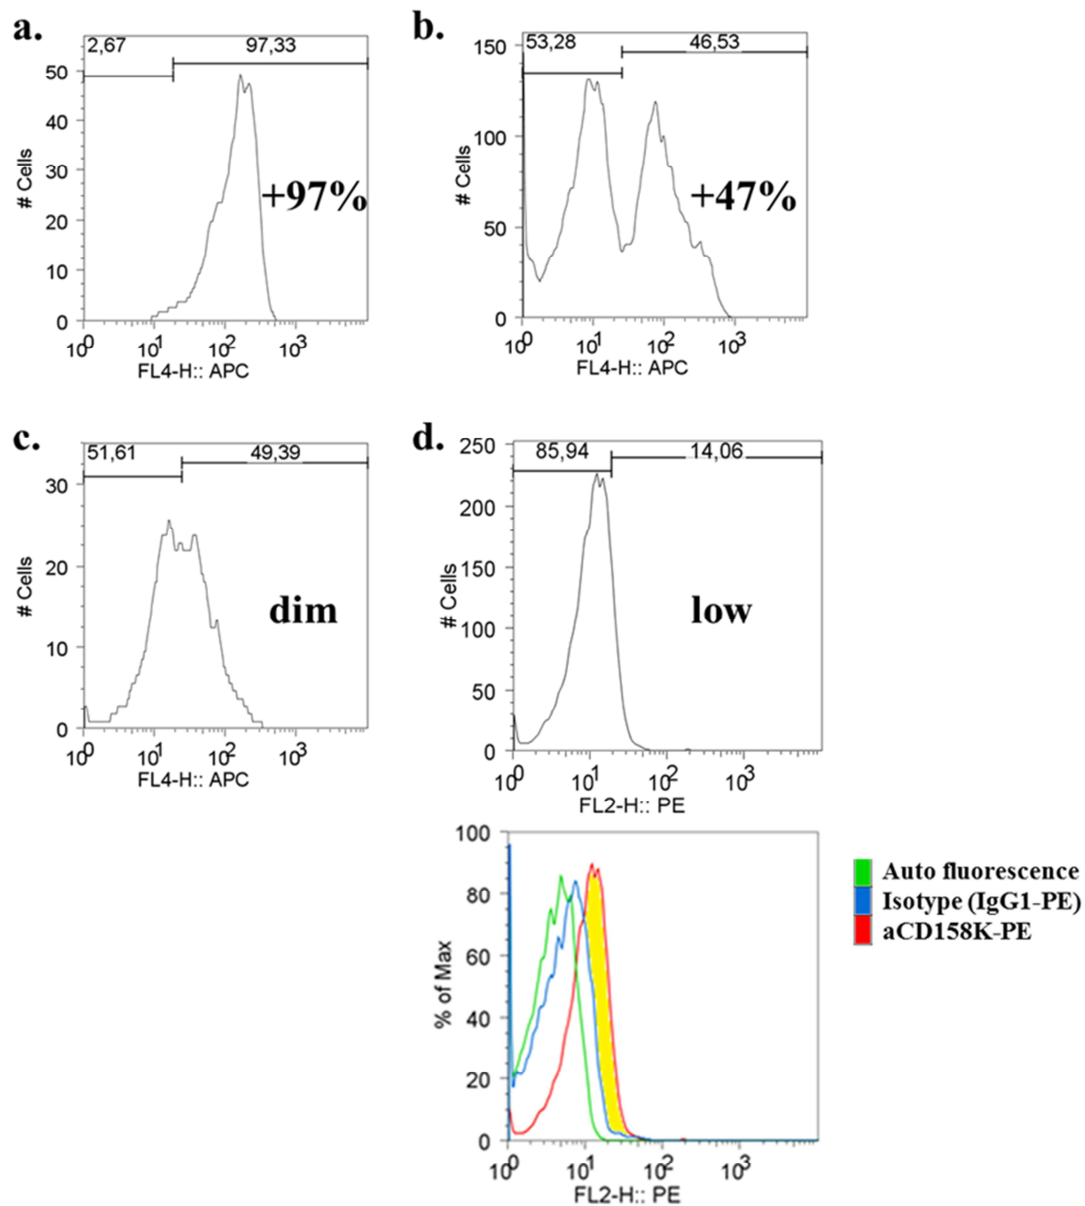 a.
2,67 97,33
50
40
30
20
10
0
# Cells
+97%
10^0 10^1 10^2 10^3
FL4-H:: APC
b.
53,28 46,53
150
100
50
0
# Cells
+47%
10^0 10^1 10^2 10^3
FL4-H:: APC
c.
51,61 49,39
30
20
10
0
# Cells
dim
10^0 10^1 10^2 10^3
FL4-H:: APC
d.
85,94 14,06
250
200
150
100
50
0
# Cells
low
10^0 10^1 10^2 10^3
FL2-H:: PE
100
80
60
40
20
0
% of Max
10^0 10^1 10^2 10^3
FL2-H:: PE
Auto fluorescence
Isotype (IgG1-PE)
aCD158K-PE